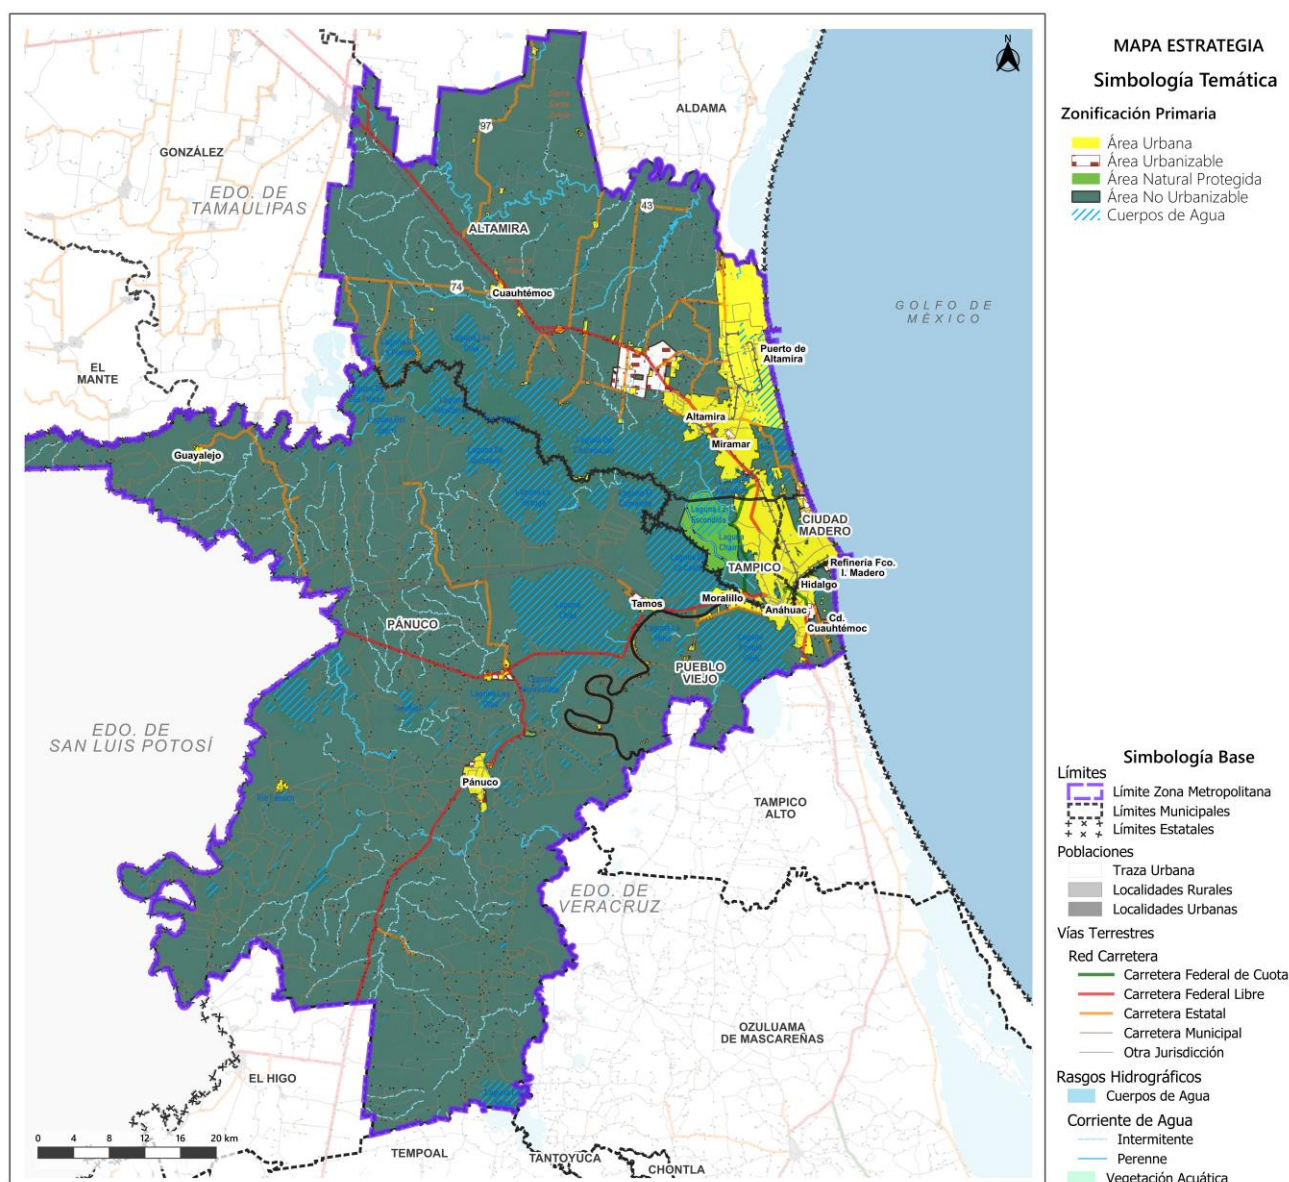 N
MAPA ESTRATEGIA
Simbología Temática
Zonificación Primaria
Área Urbana
Área Urbanizable
Área Natural Protegida
Área No Urbanizable
Cuerpos de Agua
ALDAMA
97
GONZÁLEZ
EDO. DE
TAMAULIPAS
43
ALTAMIRA
74
Cuauhtémoc
GOLFO DE
MÉXICO
Puerto de
Altamira
EL
MANTE
Altamira
Miramar
Guayalejo
Laguna La
Escondida
CIUDAD
MADERO
Laguna
TAMPICO
Refinería Fco.
I. Madero
Hidalgo
Moralillo
Tamos
Anáhuac
Cd.
Cuauhtémoc
PÁNUCO
PUEBLO
VIEJO
EDO. DE
SAN LUIS POTOSÍ
Pánuco
TAMPICO
ALTO
EDO. DE
VERACRUZ
OZULUAMA
DE MASCAREÑAS
EL HIGO
0 4 8 12 16 20 km
TEMPOAL
TANTOYUCA
CHONTLA
Simbología Base
Límites
Límite Zona Metropolitana
Límites Municipales
Límites Estatales
Poblaciones
Traza Urbana
Localidades Rurales
Localidades Urbanas
Vías Terrestres
Red Carretera
Carretera Federal de Cuota
Carretera Federal Libre
Carretera Estatal
Carretera Municipal
Otra Jurisdicción
Rasgos Hidrográficos
Cuerpos de Agua
Corriente de Agua
Intermitente
Perenne
Vegetación Acuática